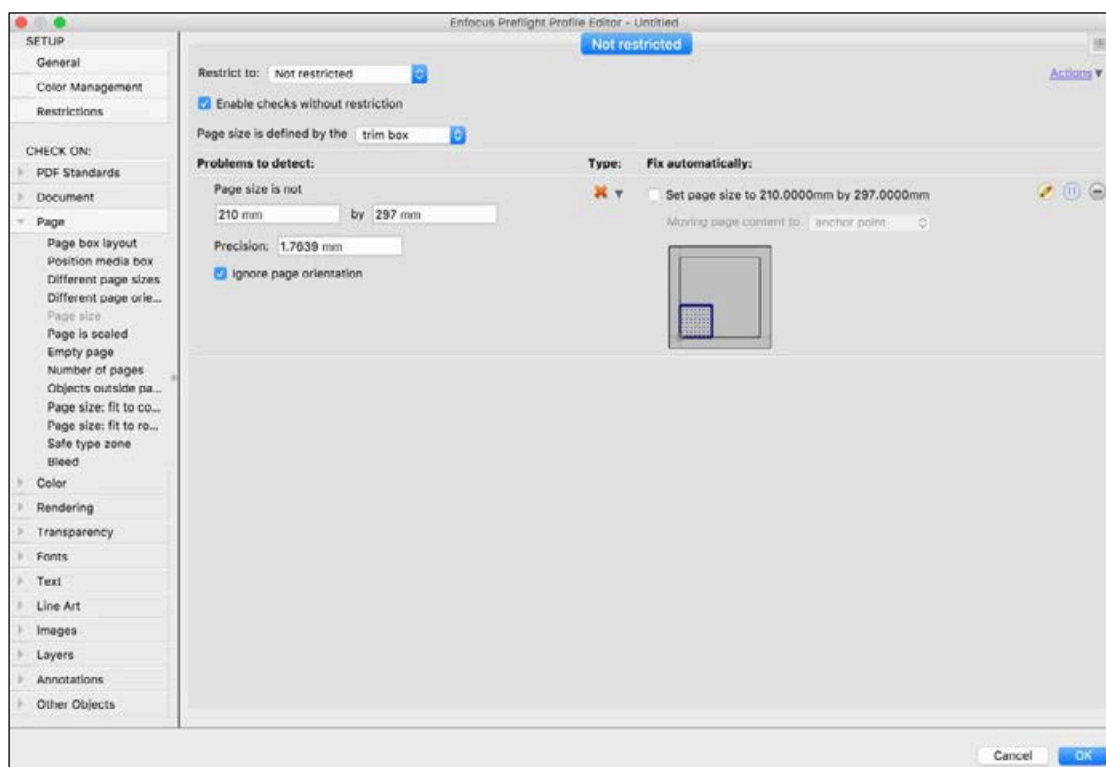 Enfocus Preflight Profile Editor - Untitled
SETUP
General
Color Management
Restrictions
CHECK ON:
PDF Standards
Document
Page
Page box layout
Position media box
Different page sizes
Different page orie...
Page size
Page is scaled
Empty page
Number of pages
Objects outside pa...
Page size: fit to co...
Page size: fit to ro...
Safe type zone
Bleed
Color
Rendering
Transparency
Fonts
Text
Line Art
Images
Layers
Annotations
Other Objects
Not restricted
Restrict to: Not restricted
Actions
Enable checks without restriction
Page size is defined by the trim box
Problems to detect: Type: Fix automatically:
Page size is not
210 mm by 297 mm
Precision: 1.7639 mm
Ignore page orientation
Set page size to 210.0000mm by 297.0000mm
Moving page content to anchor point
Cancel OK